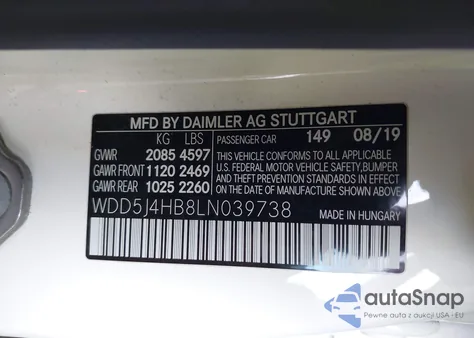 MFD BY DAIMLER AG STUTTGART
KG LBS PASSENGER CAR 149 08/19
GVWR 2085 4597 THIS VEHICLE CONFORMS TO ALL APPLICABLE
GAWR FRONT 1120 2469 U.S. FEDERAL MOTOR VEHICLE SAFETY, BUMPER
GAWR REAR 1025 2260 AND THEFT PREVENTION STANDARDS IN EFFECT
ON THE DATE OF MANUFACTURE SHOWN ABOVE.
WDD5J4HB8LN039738 MADE IN HUNGARY
autoSnap
Pewne auta z aukcji USA - EU